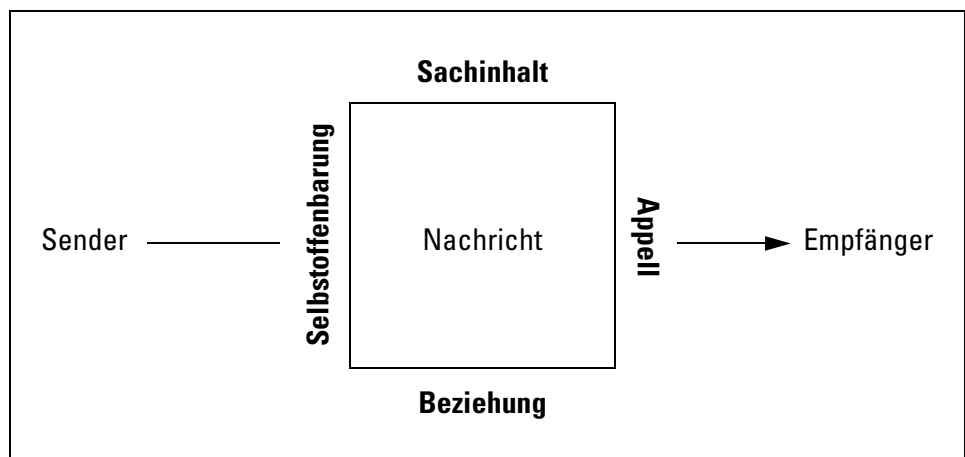 Sachinhalt
Sender
Selbstoffenbarung
Nachricht
Appell
Empfänger
Beziehung